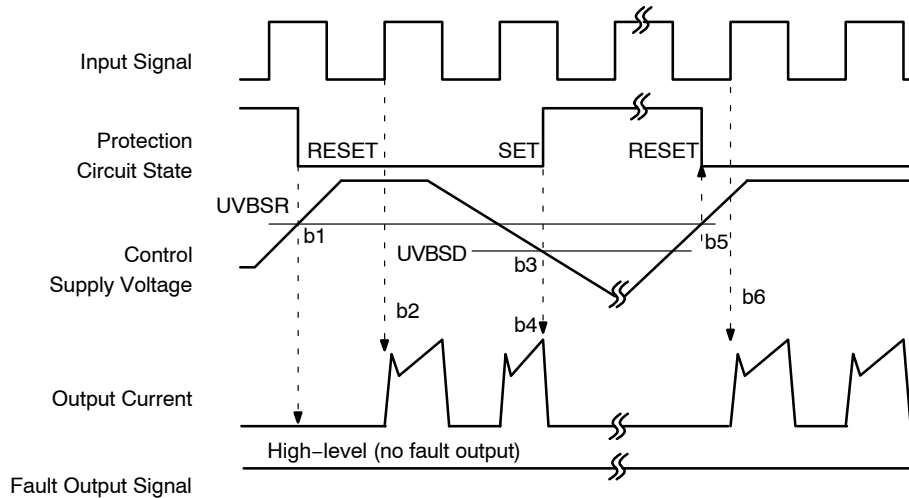 Input Signal
Protection
Circuit State
RESET
SET
RESET
UVBSR
b1
b5
Control
Supply Voltage
UVBSD
b3
b2
b4
b6
Output Current
High−level (no fault output)
Fault Output Signal